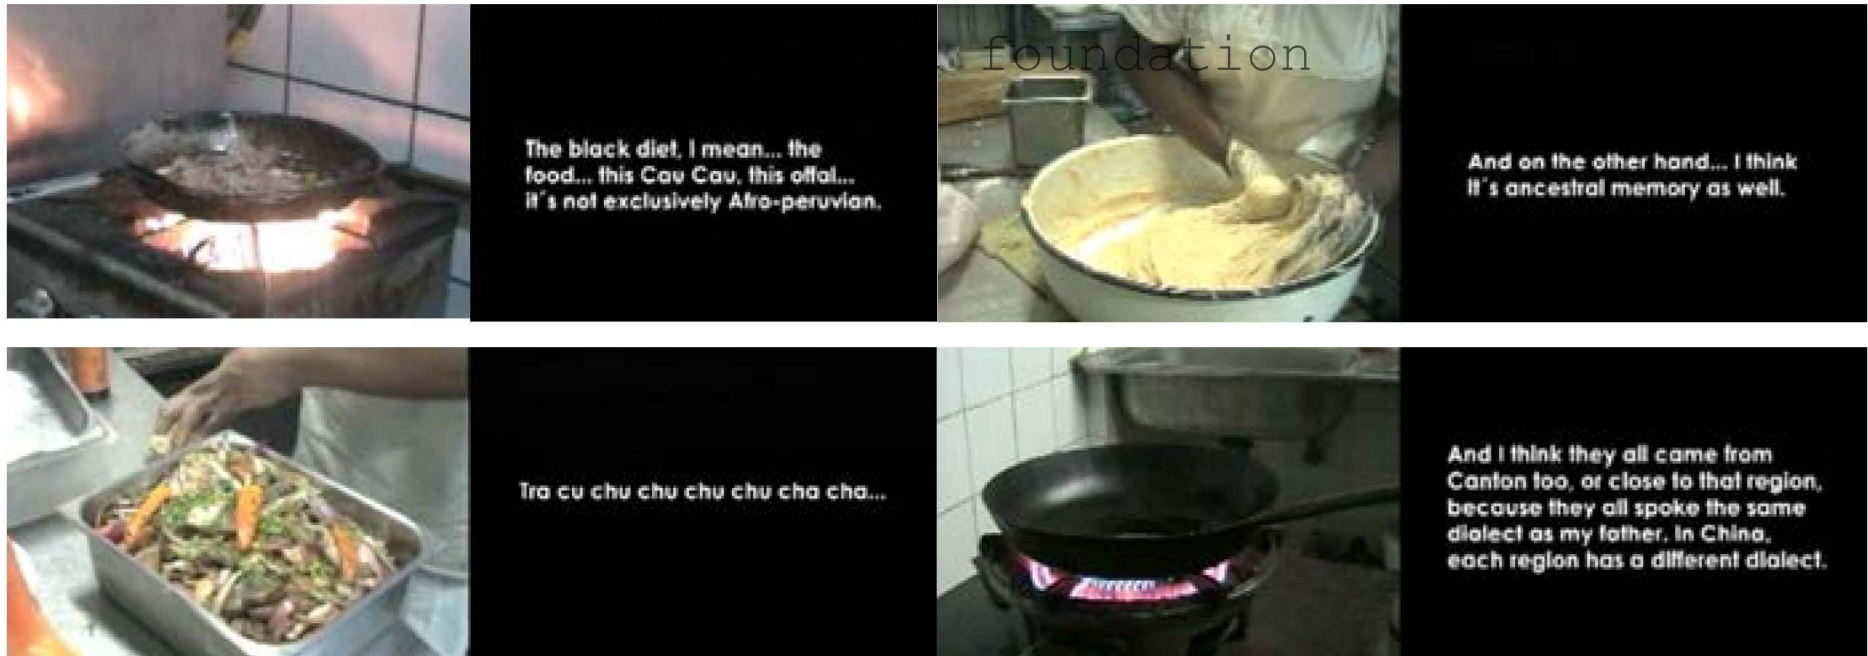 foundation
The black diet, I mean... the
food... this Cau Cau, this offal...
it´s not exclusively Afro-peruvian.
And on the other hand... I think
it´s ancestral memory as well.
Tra cu chu chu chu chu cha cha...
And I think they all came from
Canton too, or close to that region,
because they all spoke the same
dialect as my father. In China,
each region has a different dialect.